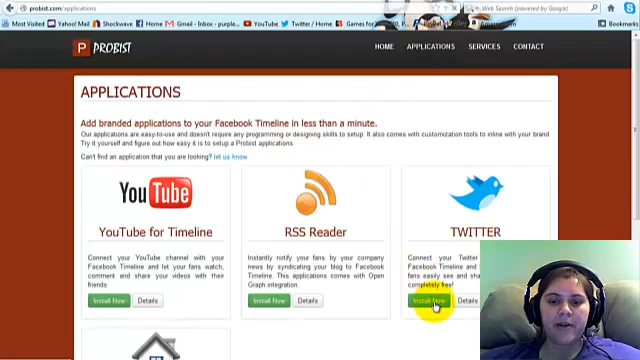 probist.com/applications
Web Search (powered by Google)
Most Visited Yahoo! Mail Shockwave Home Gmail - Inbox - purple... YouTube Twitter / Home Games for Bookmarks
P PROBIST
HOME APPLICATIONS SERVICES CONTACT
APPLICATIONS
Add branded applications to your Facebook Timeline in less than a minute.
Our applications are easy-to-use and doesn't require any programming or designing skills to setup. It also comes with customization tools to inline with your brand
Try it yourself and figure out how easy it is to setup a Probist applications.
Can't find an application that you are looking? let us know
YouTube
YouTube for Timeline
Connect your YouTube channel with your
Facebook Timeline and let your fans watch,
comment and share your videos with their
friends
Install Now Details
RSS Reader
Instantly notify your fans by your company
news by syndicating your blog to Facebook
Timeline. This applications comes with Open
Graph integration.
Install Now Details
TWITTER
Connect your Twitter
Facebook Timeline and
fans easily see and
completely free!
Install Now Details